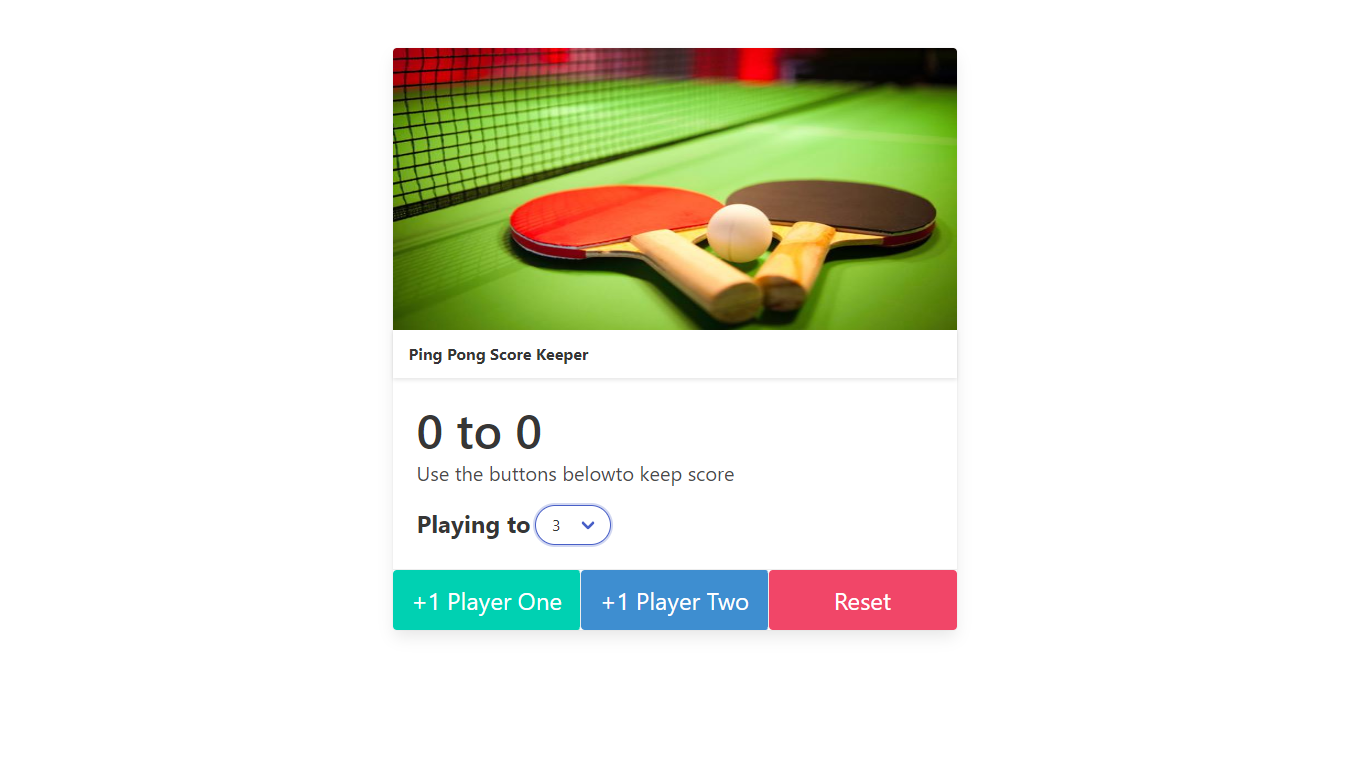 Ping Pong Score Keeper
0 to 0
Use the buttons belowto keep score
Playing to 3
+1 Player One +1 Player Two Reset